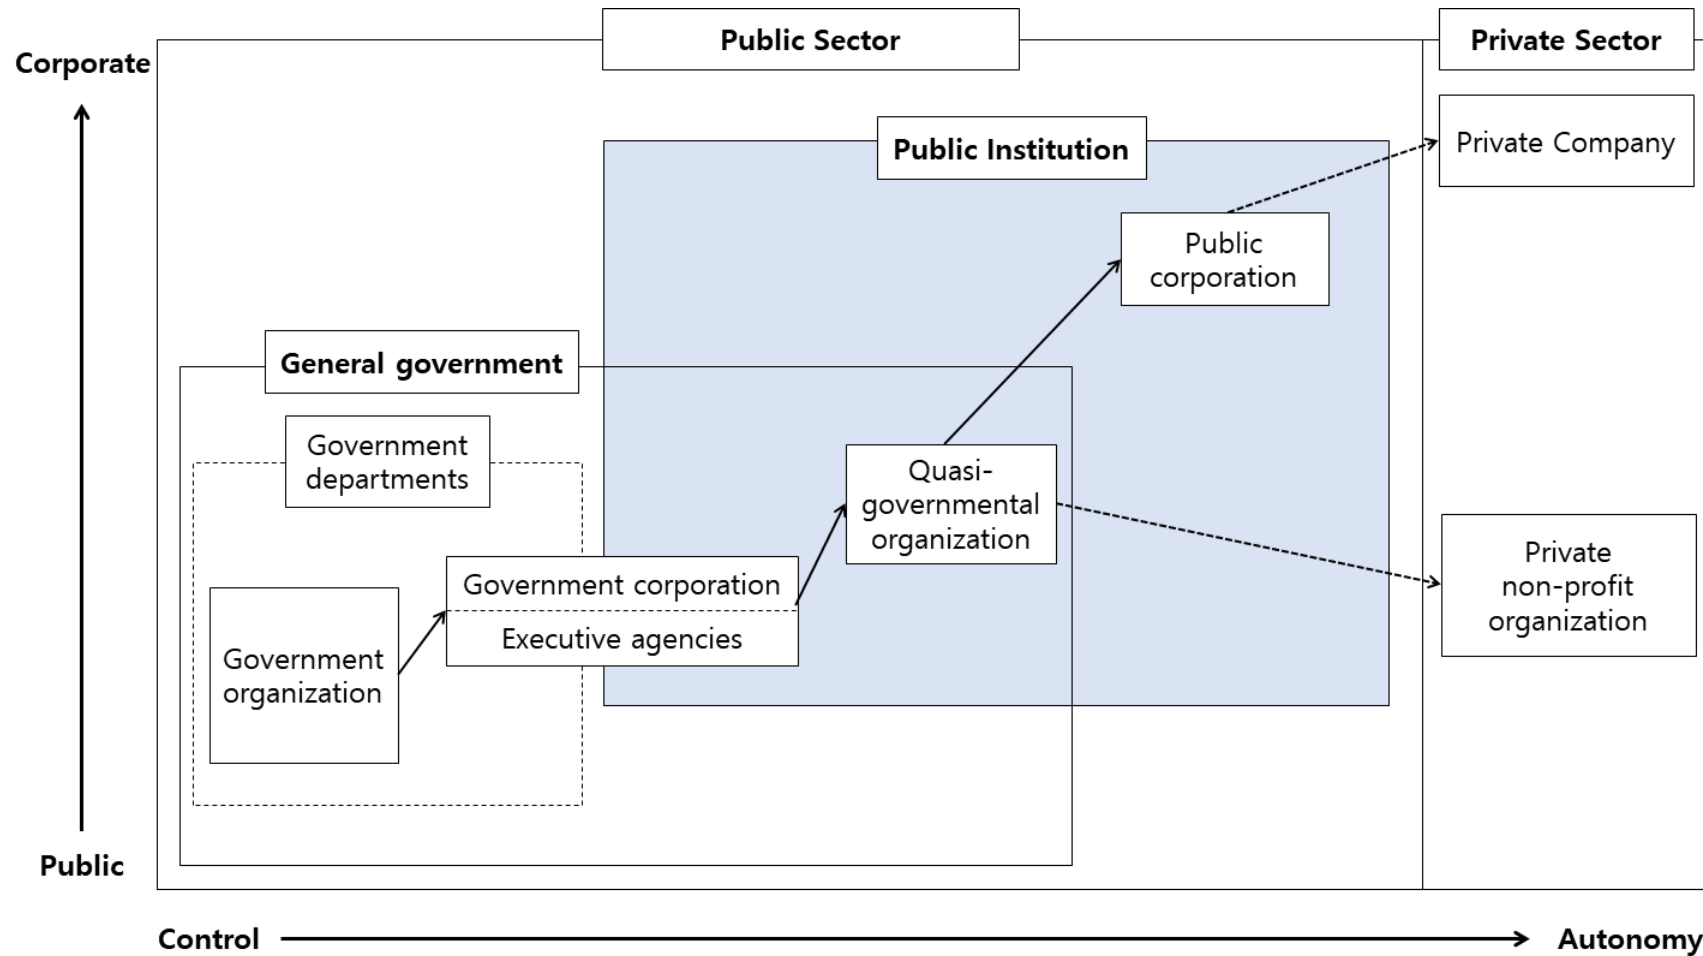 Public Sector
Private Sector
Corporate
Private Company
Public Institution
Public
corporation
General government
Government
departments
Quasi-
governmental
organization
Private
non-profit
organization
Government corporation
Executive agencies
Government
organization
Public
Control
Autonomy